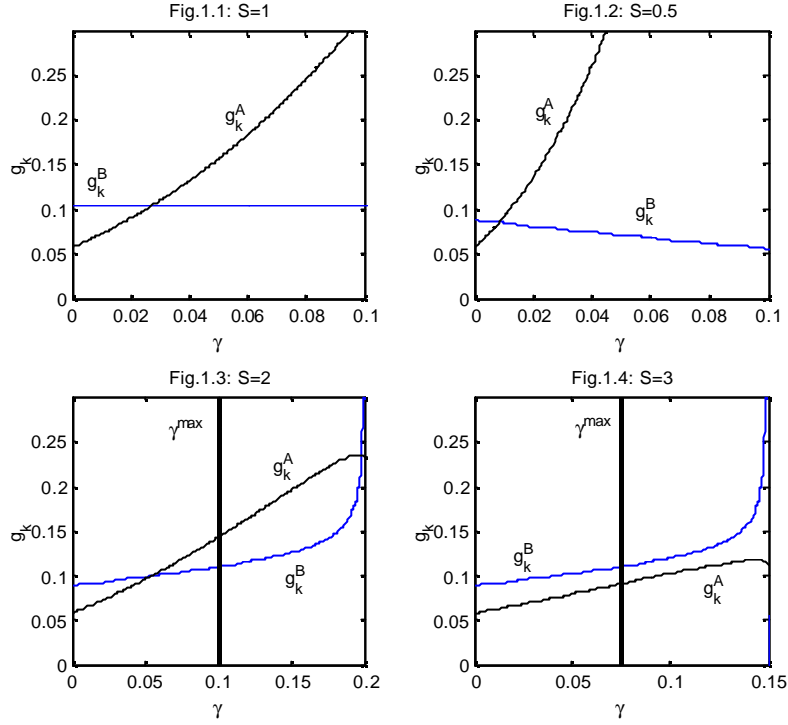 Fig.1.1: S=1
0.25
0.2
0.15
0.1
0.05
0
g_k
g_k^A
g_k^B
0 0.02 0.04 0.06 0.08 0.1
γ
Fig.1.2: S=0.5
0.25
0.2
0.15
0.1
0.05
0
g_k
g_k^A
g_k^B
0 0.02 0.04 0.06 0.08 0.1
γ
Fig.1.3: S=2
0.25
0.2
0.15
0.1
0.05
0
g_k
γ^max
g_k^A
g_k^B
0 0.05 0.1 0.15 0.2
γ
Fig.1.4: S=3
0.25
0.2
0.15
0.1
0.05
0
g_k
γ^max
g_k^B
g_k^A
0 0.05 0.1 0.15
γ